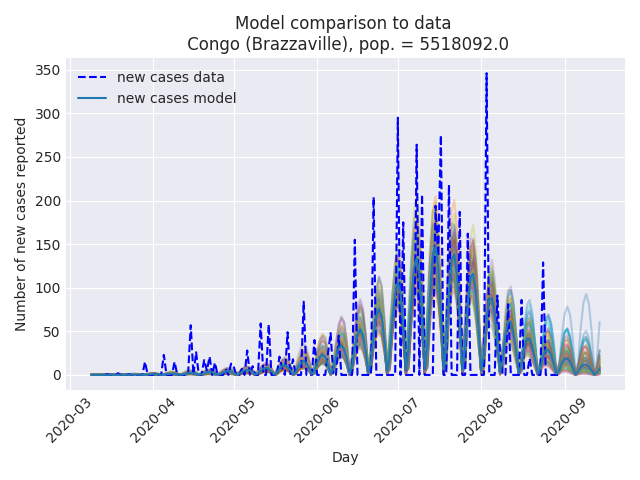 Model comparison to data
Congo (Brazzaville), pop. = 5518092.0
new cases data
new cases model
Number of new cases reported
350
300
250
200
150
100
50
0
2020-03
2020-04
2020-05
2020-06
2020-07
2020-08
2020-09
Day